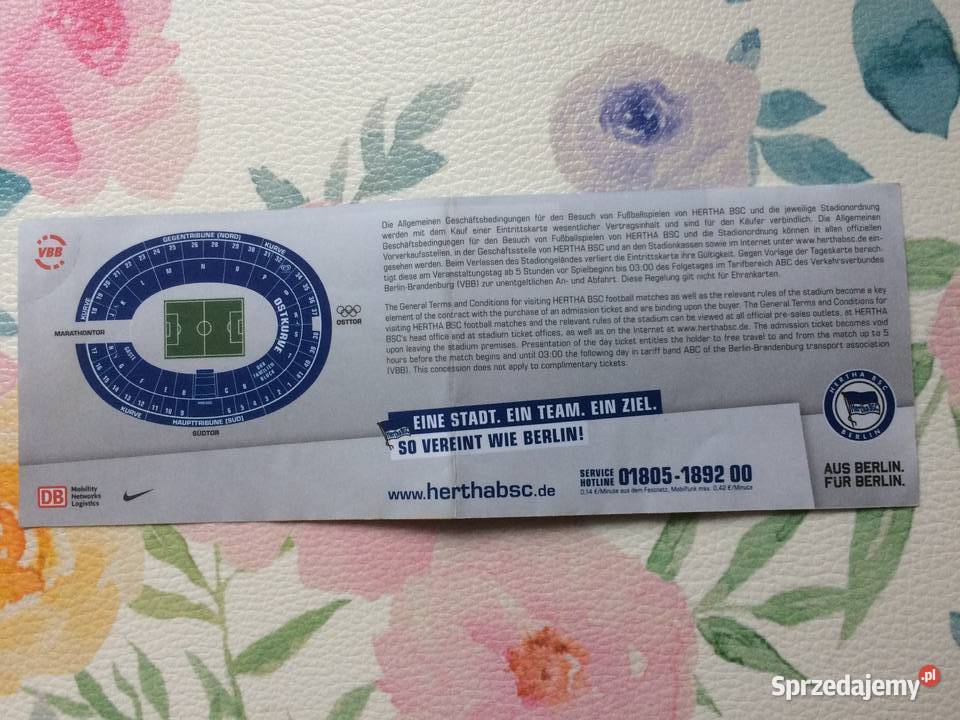 VBB
GEGENTRIBUNE (NORD)
KURVE
KURVE
OSTKURVE
MARATHONTOR
OSTTOR
KURVE
HAUPTTRIBÜNE (SÜD)
SÜDTOR
Die Allgemeinen Geschäftsbedingungen für den Besuch von Fußballspielen von HERTHA BSC und die jeweilige Stadionordnung
werden mit dem Kauf einer Eintrittskarte wesentlicher Vertragsinhalt und sind für den Käufer verbindlich. Die Allgemeinen
Geschäftsbedingungen für den Besuch von Fußballspielen von HERTHA BSC und die Stadionordnung können in allen offiziellen
Vorverkaufsstellen, in der Geschäftsstelle von HERTHA BSC und an den Stadionkassen sowie im Internet unter www.herthabsc.de ein-
gesehen werden. Beim Verlassen des Stadiongeländes verliert die Eintrittskarte ihre Gültigkeit. Gegen Vorlage der Tageskarte berech-
tigt diese am Veranstaltungstag ab 5 Stunden vor Spielbeginn bis 03:00 des Folgetages im Tarifbereich ABC des Verkehrsverbundes
Berlin-Brandenburg (VBB) zur unentgeltlichen An- und Abfahrt. Diese Regelung gilt nicht für Ehrenkarten.
The General Terms and Conditions for visiting HERTHA BSC football matches as well as the relevant rules of the stadium become a key
element of the contract with the purchase of an admission ticket and are binding upon the buyer. The General Terms and Conditions for
visiting HERTHA BSC football matches and the relevant rules of the stadium can be viewed at all official pre-sales outlets, at HERTHA
BSC's head office and at stadium ticket offices, as well as on the Internet at www.herthabsc.de. The admission ticket becomes void
upon leaving the stadium premises. Presentation of the day ticket entitles the holder to free travel to and from the match up to 5
hours before the match begins and until 03:00 the following day in tariff band ABC of the Berlin-Brandenburg transport association
(VBB). This concession does not apply to complimentary tickets.
EINE STADT. EIN TEAM. EIN ZIEL.
SO VEREINT WIE BERLIN!
HERTHA BSC
BERLIN
DB
Mobility
Networks
Logistics
www.herthabsc.de
SERVICE
HOTLINE 01805-1892 00
0,14 €/Minute aus dem Festnetz, Mobilfunk max. 0,42 €/Minute
AUS BERLIN.
FÜR BERLIN.
Sprzedajemy.pl